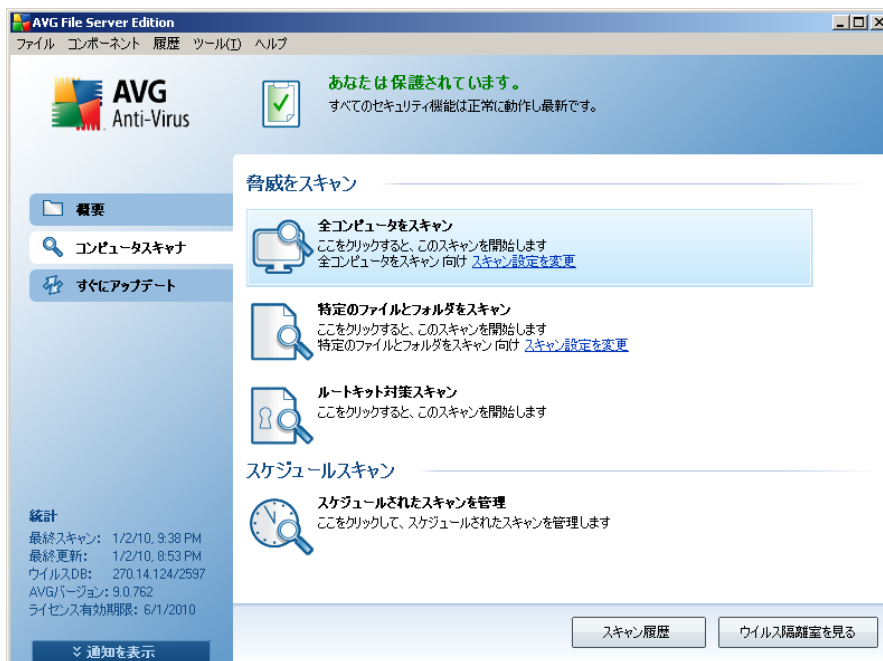 AVG File Server Edition
ファイル コンポーネント 履歴 ツール(T) ヘルプ
AVG
Anti-Virus
あなたは保護されています。
すべてのセキュリティ機能は正常に動作し最新です。
概要
コンピュータスキャナ
すぐにアップデート
脅威をスキャン
全コンピュータをスキャン
ここをクリックすると、このスキャンを開始します
全コンピュータをスキャン 向け スキャン設定を変更
特定のファイルとフォルダをスキャン
ここをクリックすると、このスキャンを開始します
特定のファイルとフォルダをスキャン 向け スキャン設定を変更
ルートキット対策スキャン
ここをクリックすると、このスキャンを開始します
スケジュールスキャン
スケジュールされたスキャンを管理
ここをクリックして、スケジュールされたスキャンを管理します
統計
最終スキャン: 1/2/10, 9:38 PM
最終更新: 1/2/10, 8:53 PM
ウイルスDB: 270.14.124/2597
AVGバージョン: 9.0.762
ライセンス有効期限: 6/1/2010
通知を表示
スキャン履歴
ウイルス隔離室を見る